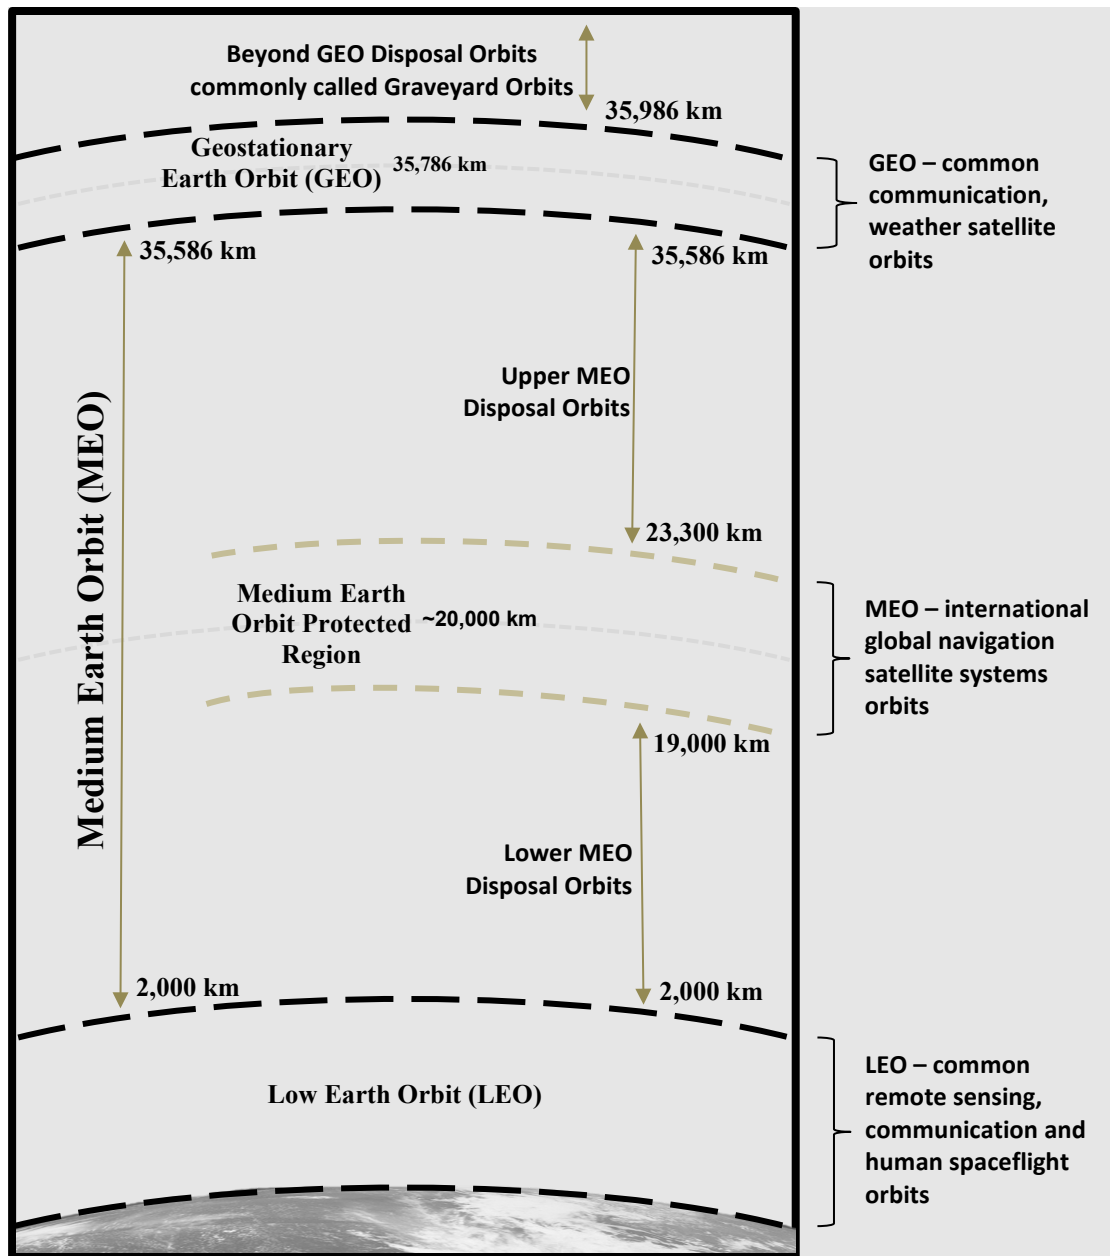 Beyond GEO Disposal Orbits
commonly called Graveyard Orbits
35,986 km
Geostationary
Earth Orbit (GEO)
35,786 km
GEO – common
communication,
weather satellite
orbits
35,586 km
35,586 km
Upper MEO
Disposal Orbits
Medium Earth Orbit (MEO)
23,300 km
Medium Earth
Orbit Protected
Region
~20,000 km
MEO – international
global navigation
satellite systems
orbits
19,000 km
Lower MEO
Disposal Orbits
2,000 km
2,000 km
Low Earth Orbit (LEO)
LEO – common
remote sensing,
communication and
human spaceflight
orbits